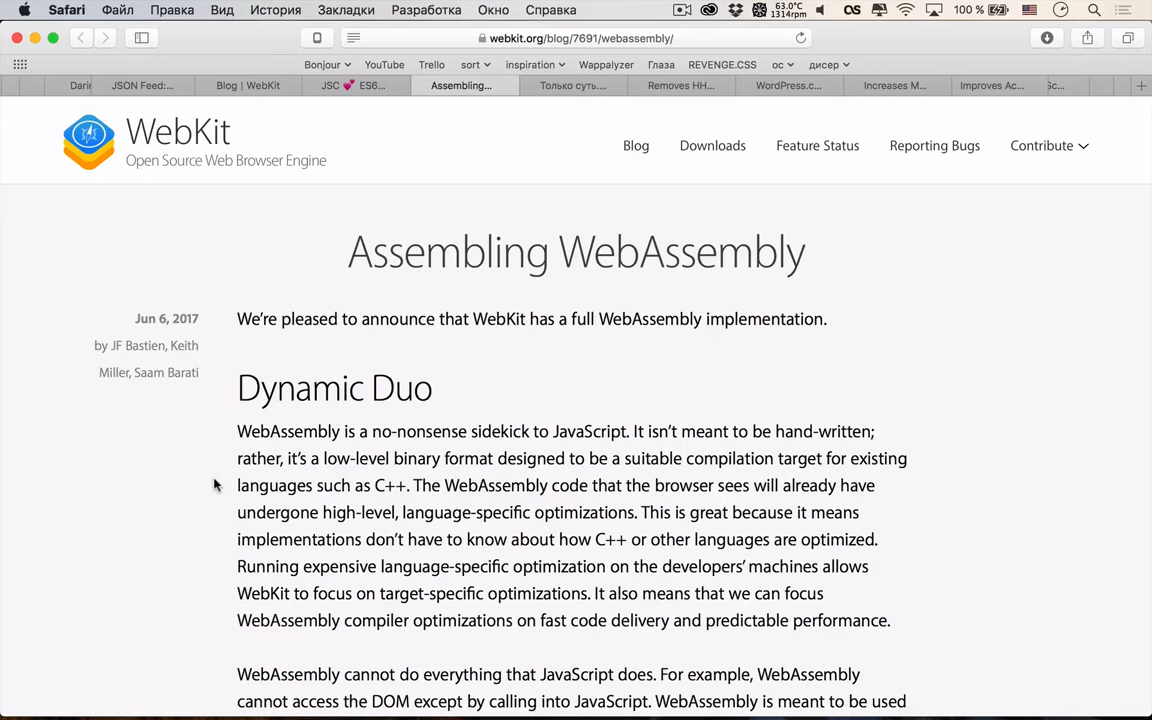 Safari Файл Правка Вид История Закладки Разработка Окно Справка 63.0°C 1314rpm 100 %
webkit.org/blog/7691/webassembly/
Bonjour YouTube Trello sort inspiration Wappalyzer Глаза REVENGE.CSS ос дисер
Dari JSON Feed:... Blog | WebKit JSC 💕 ES6... Assembling... Только суть.... Removes HH... WordPress.c... Increases M... Improves Ac...
WebKit
Open Source Web Browser Engine
Blog Downloads Feature Status Reporting Bugs Contribute
Assembling WebAssembly
Jun 6, 2017
by JF Bastien, Keith
Miller, Saam Barati
We’re pleased to announce that WebKit has a full WebAssembly implementation.
Dynamic Duo
WebAssembly is a no-nonsense sidekick to JavaScript. It isn’t meant to be hand-written;
rather, it’s a low-level binary format designed to be a suitable compilation target for existing
languages such as C++. The WebAssembly code that the browser sees will already have
undergone high-level, language-specific optimizations. This is great because it means
implementations don’t have to know about how C++ or other languages are optimized.
Running expensive language-specific optimization on the developers’ machines allows
WebKit to focus on target-specific optimizations. It also means that we can focus
WebAssembly compiler optimizations on fast code delivery and predictable performance.
WebAssembly cannot do everything that JavaScript does. For example, WebAssembly
cannot access the DOM except by calling into JavaScript. WebAssembly is meant to be used